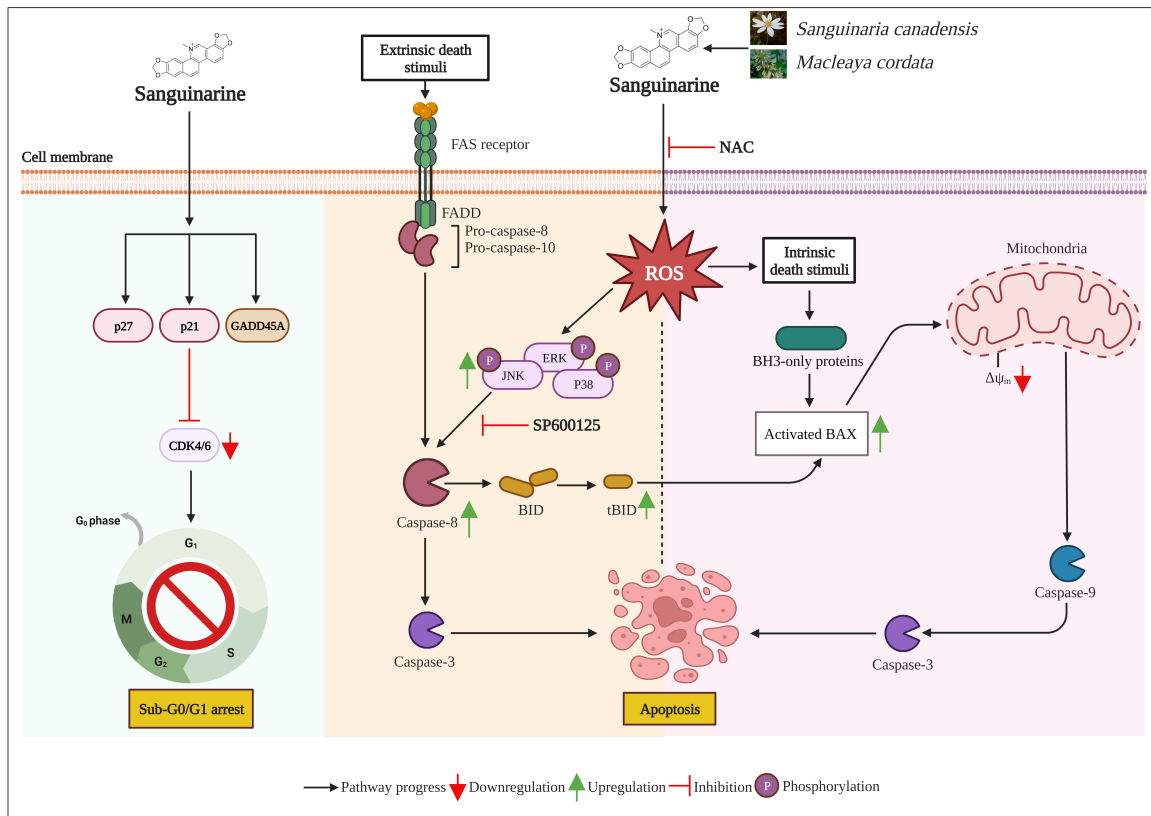 Sanguinaria canadensis
Macleaya cordata
Sanguinarine
Extrinsic death
stimuli
Sanguinarine
NAC
FAS receptor
Cell membrane
FADD
Pro-caspase-8
Pro-caspase-10
ROS
Intrinsic
death stimuli
Mitochondria
p27
p21
GADD45A
P
ERK
P
JNK
P
P38
BH3-only proteins
Δψm
SP600125
Activated BAX
CDK4/6
Caspase-8
BID
tBID
G0 phase
G1
M
S
G2
Caspase-9
Caspase-3
Caspase-3
Sub-G0/G1 arrest
Apoptosis
Pathway progress
Downregulation
Upregulation
Inhibition
P
Phosphorylation
N+
O
O
O
O
N+
O
O
O
O